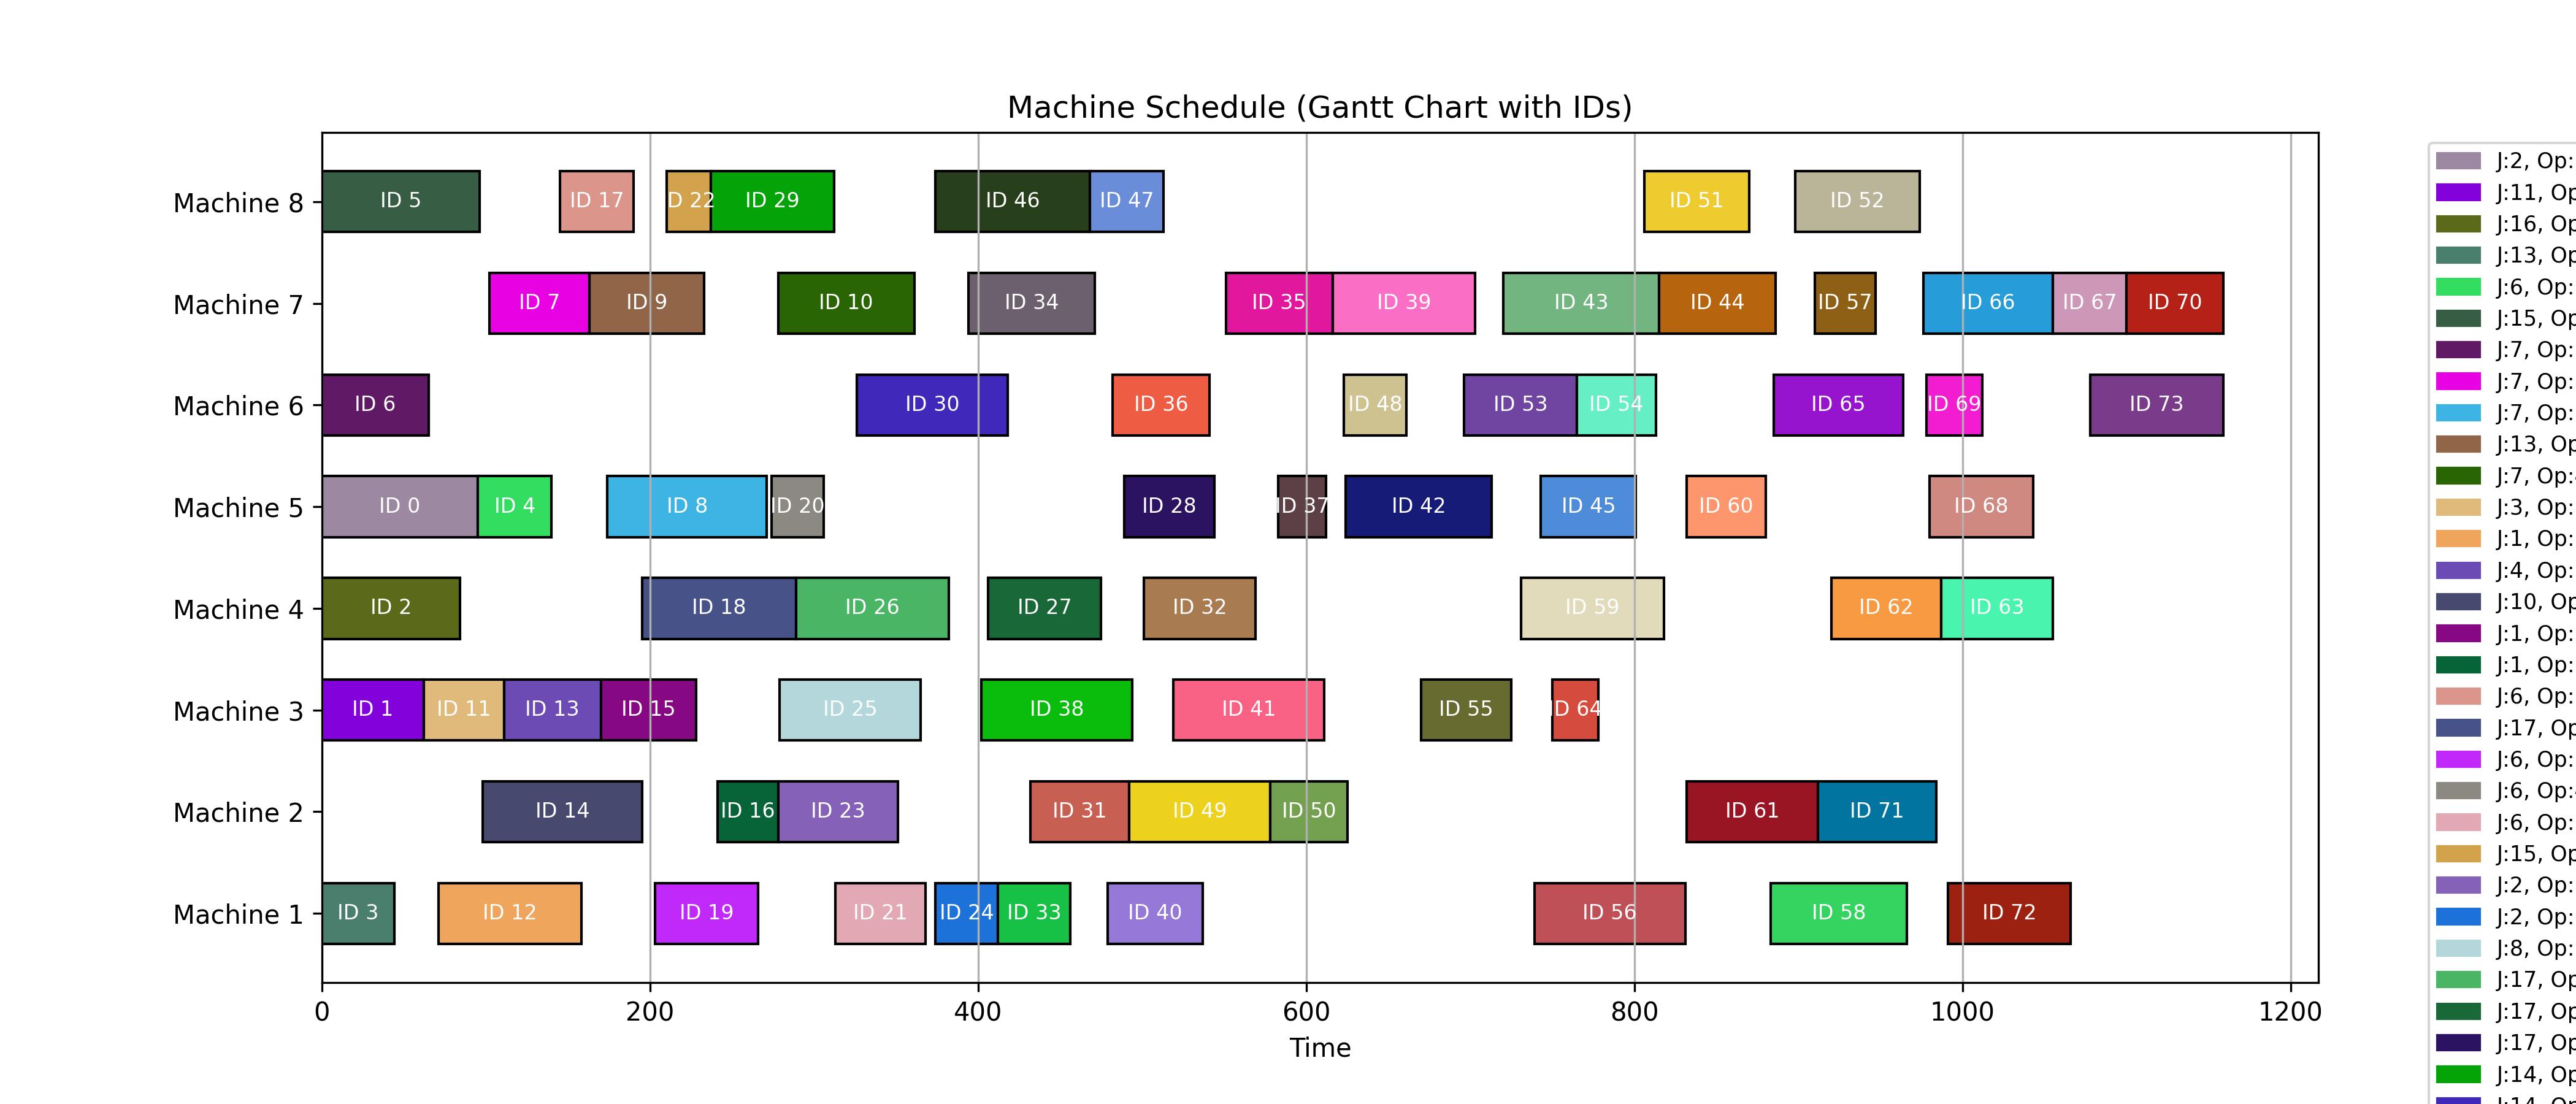 Machine Schedule (Gantt Chart with IDs)
Machine 8
ID 5
ID 17
D 22
ID 29
ID 46
ID 47
ID 51
ID 52
Machine 7
ID 7
ID 9
ID 10
ID 34
ID 35
ID 39
ID 43
ID 44
ID 57
ID 66
ID 67
ID 70
Machine 6
ID 6
ID 30
ID 36
ID 48
ID 53
ID 54
ID 65
ID 69
ID 73
Machine 5
ID 0
ID 4
ID 8
ID 20
ID 28
ID 37
ID 42
ID 45
ID 60
ID 68
Machine 4
ID 2
ID 18
ID 26
ID 27
ID 32
ID 59
ID 62
ID 63
Machine 3
ID 1
ID 11
ID 13
ID 15
ID 25
ID 38
ID 41
ID 55
ID 64
Machine 2
ID 14
ID 16
ID 23
ID 31
ID 49
ID 50
ID 61
ID 71
Machine 1
ID 3
ID 12
ID 19
ID 21
ID 24
ID 33
ID 40
ID 56
ID 58
ID 72
0 200 400 600 800 1000 1200
Time
J:2, Op:
J:11, Op
J:16, Op
J:13, Op
J:6, Op:
J:15, Op
J:7, Op:
J:7, Op:
J:7, Op:
J:13, Op
J:7, Op:
J:3, Op:
J:1, Op:
J:4, Op:
J:10, Op
J:1, Op:
J:1, Op:
J:6, Op:
J:17, Op
J:6, Op:
J:6, Op:
J:6, Op:
J:15, Op
J:2, Op:
J:2, Op:
J:8, Op:
J:17, Op
J:17, Op
J:17, Op
J:14, Op
J:14, Op